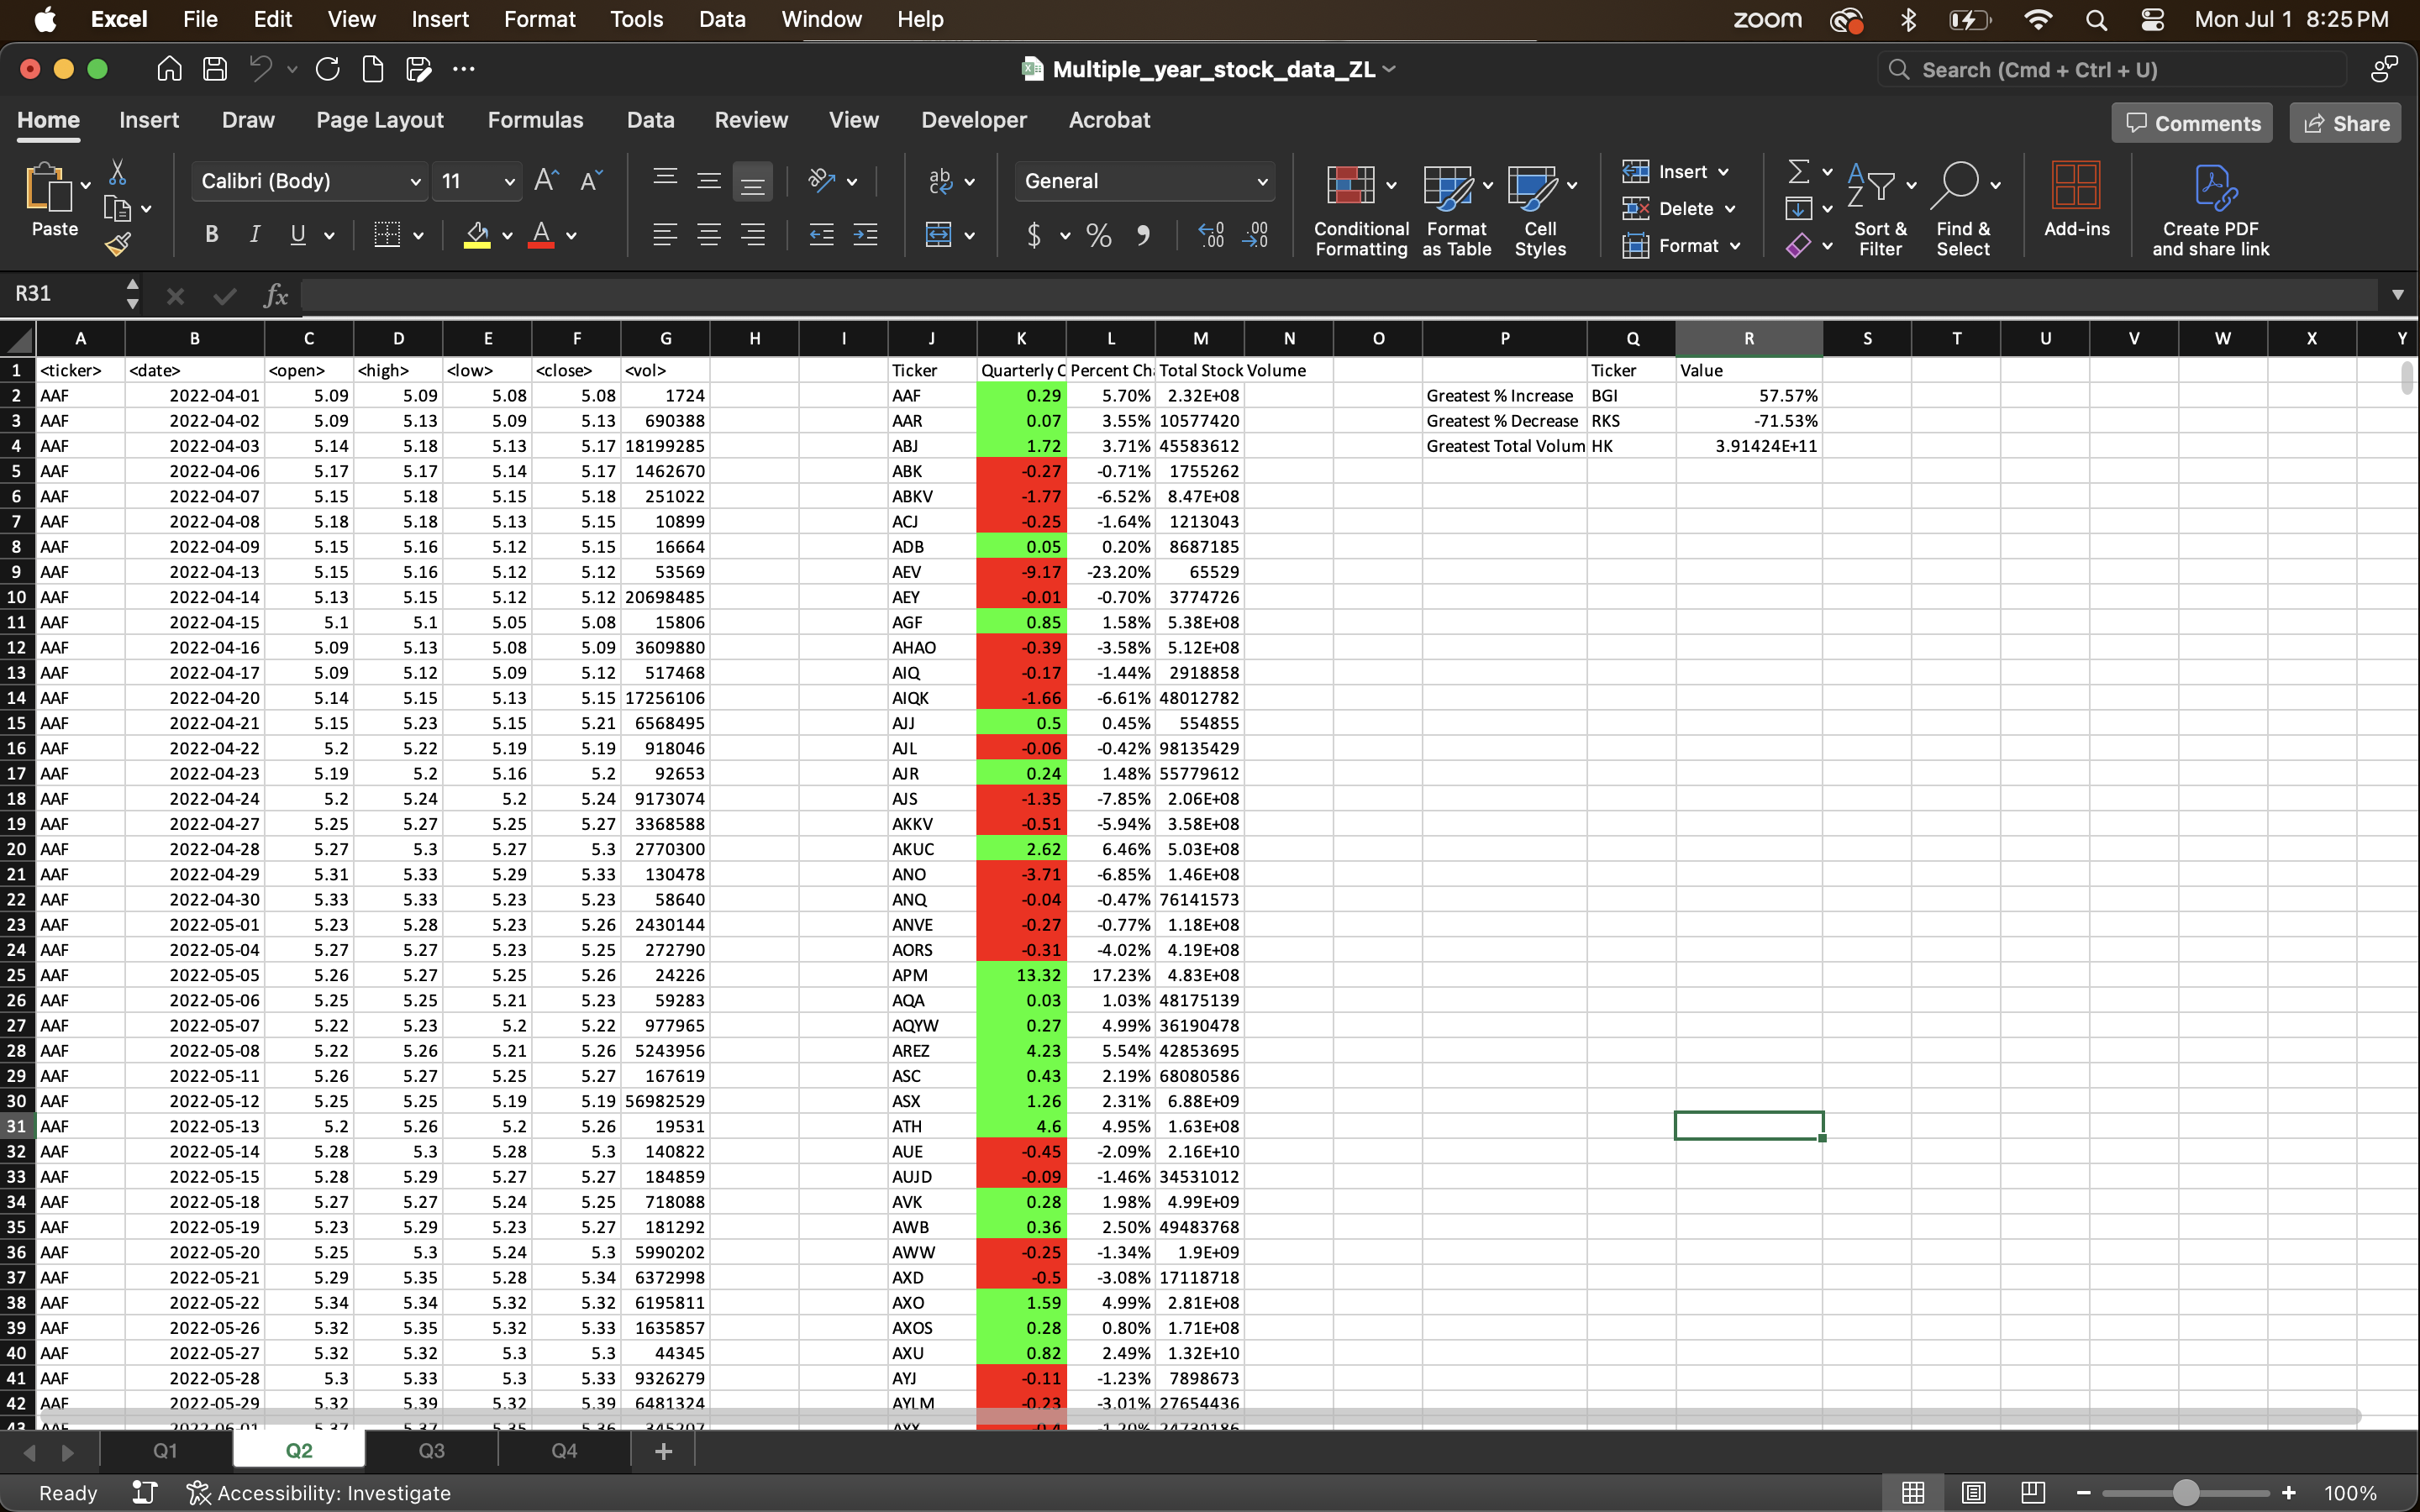 Excel File Edit View Insert Format Tools Data Window Help zoom Mon Jul 1 8:25 PM
Multiple_year_stock_data_ZL Search (Cmd + Ctrl + U)
Home Insert Draw Page Layout Formulas Data Review View Developer Acrobat Comments Share
Paste Calibri (Body) 11 General Conditional Formatting Format as Table Cell Styles Insert Delete Format Sort & Filter Find & Select Add-ins Create PDF and share link
R31 fx
A B C D E F G H I J K L M N O P Q R S T U V W X Y
1 <ticker> <date> <open> <high> <low> <close> <vol> Ticker Quarterly C Percent Ch Total Stock Volume Ticker Value
2 AAF 2022-04-01 5.09 5.09 5.08 5.08 1724 AAF 0.29 5.70% 2.32E+08 Greatest % Increase BGI 57.57%
3 AAF 2022-04-02 5.09 5.13 5.09 5.13 690388 AAR 0.07 3.55% 10577420 Greatest % Decrease RKS -71.53%
4 AAF 2022-04-03 5.14 5.18 5.13 5.17 18199285 ABJ 1.72 3.71% 45583612 Greatest Total Volum HK 3.91424E+11
5 AAF 2022-04-06 5.17 5.17 5.14 5.17 1462670 ABK -0.27 -0.71% 1755262
6 AAF 2022-04-07 5.15 5.18 5.15 5.18 251022 ABKV -1.77 -6.52% 8.47E+08
7 AAF 2022-04-08 5.18 5.18 5.13 5.15 10899 ACJ -0.25 -1.64% 1213043
8 AAF 2022-04-09 5.15 5.16 5.12 5.15 16664 ADB 0.05 0.20% 8687185
9 AAF 2022-04-13 5.15 5.16 5.12 5.12 53569 AEV -9.17 -23.20% 65529
10 AAF 2022-04-14 5.13 5.15 5.12 5.12 20698485 AEY -0.01 -0.70% 3774726
11 AAF 2022-04-15 5.1 5.1 5.05 5.08 15806 AGF 0.85 1.58% 5.38E+08
12 AAF 2022-04-16 5.09 5.13 5.08 5.09 3609880 AHAO -0.39 -3.58% 5.12E+08
13 AAF 2022-04-17 5.09 5.12 5.09 5.12 517468 AIQ -0.17 -1.44% 2918858
14 AAF 2022-04-20 5.14 5.15 5.13 5.15 17256106 AIQK -1.66 -6.61% 48012782
15 AAF 2022-04-21 5.15 5.23 5.15 5.21 6568495 AJJ 0.5 0.45% 554855
16 AAF 2022-04-22 5.2 5.22 5.19 5.19 918046 AJL -0.06 -0.42% 98135429
17 AAF 2022-04-23 5.19 5.2 5.16 5.2 92653 AJR 0.24 1.48% 55779612
18 AAF 2022-04-24 5.2 5.24 5.2 5.24 9173074 AJS -1.35 -7.85% 2.06E+08
19 AAF 2022-04-27 5.25 5.27 5.25 5.27 3368588 AKKV -0.51 -5.94% 3.58E+08
20 AAF 2022-04-28 5.27 5.3 5.27 5.3 2770300 AKUC 2.62 6.46% 5.03E+08
21 AAF 2022-04-29 5.31 5.33 5.29 5.33 130478 ANO -3.71 -6.85% 1.46E+08
22 AAF 2022-04-30 5.33 5.33 5.23 5.23 58640 ANQ -0.04 -0.47% 76141573
23 AAF 2022-05-01 5.23 5.28 5.23 5.26 2430144 ANVE -0.27 -0.77% 1.18E+08
24 AAF 2022-05-04 5.27 5.27 5.23 5.25 272790 AORS -0.31 -4.02% 4.19E+08
25 AAF 2022-05-05 5.26 5.27 5.25 5.26 24226 APM 13.32 17.23% 4.83E+08
26 AAF 2022-05-06 5.25 5.25 5.21 5.23 59283 AQA 0.03 1.03% 48175139
27 AAF 2022-05-07 5.22 5.23 5.2 5.22 977965 AQYW 0.27 4.99% 36190478
28 AAF 2022-05-08 5.22 5.26 5.21 5.26 5243956 AREZ 4.23 5.54% 42853695
29 AAF 2022-05-11 5.26 5.27 5.25 5.27 167619 ASC 0.43 2.19% 68080586
30 AAF 2022-05-12 5.25 5.25 5.19 5.19 56982529 ASX 1.26 2.31% 6.88E+09
31 AAF 2022-05-13 5.2 5.26 5.2 5.26 19531 ATH 4.6 4.95% 1.63E+08
32 AAF 2022-05-14 5.28 5.3 5.28 5.3 140822 AUE -0.45 -2.09% 2.16E+10
33 AAF 2022-05-15 5.28 5.29 5.27 5.27 184859 AUJD -0.09 -1.46% 34531012
34 AAF 2022-05-18 5.27 5.27 5.24 5.25 718088 AVK 0.28 1.98% 4.99E+09
35 AAF 2022-05-19 5.23 5.29 5.23 5.27 181292 AWB 0.36 2.50% 49483768
36 AAF 2022-05-20 5.25 5.3 5.24 5.3 5990202 AWW -0.25 -1.34% 1.9E+09
37 AAF 2022-05-21 5.29 5.35 5.28 5.34 6372998 AXD -0.5 -3.08% 17118718
38 AAF 2022-05-22 5.34 5.34 5.32 5.32 6195811 AXO 1.59 4.99% 2.81E+08
39 AAF 2022-05-26 5.32 5.35 5.32 5.33 1635857 AXOS 0.28 0.80% 1.71E+08
40 AAF 2022-05-27 5.32 5.32 5.3 5.3 44345 AXU 0.82 2.49% 1.32E+10
41 AAF 2022-05-28 5.3 5.33 5.3 5.33 9326279 AYJ -0.11 -1.23% 7898673
42 AAF 2022-05-29 5.32 5.39 5.32 5.39 6481324 AYLM -0.23 -3.01% 27654436
43 AAF 2022-06-01 5.37 5.37 5.35 5.36 345207 AYX -0.4 -1.20% 24730186
Q1 Q2 Q3 Q4 +
Ready Accessibility: Investigate 100%